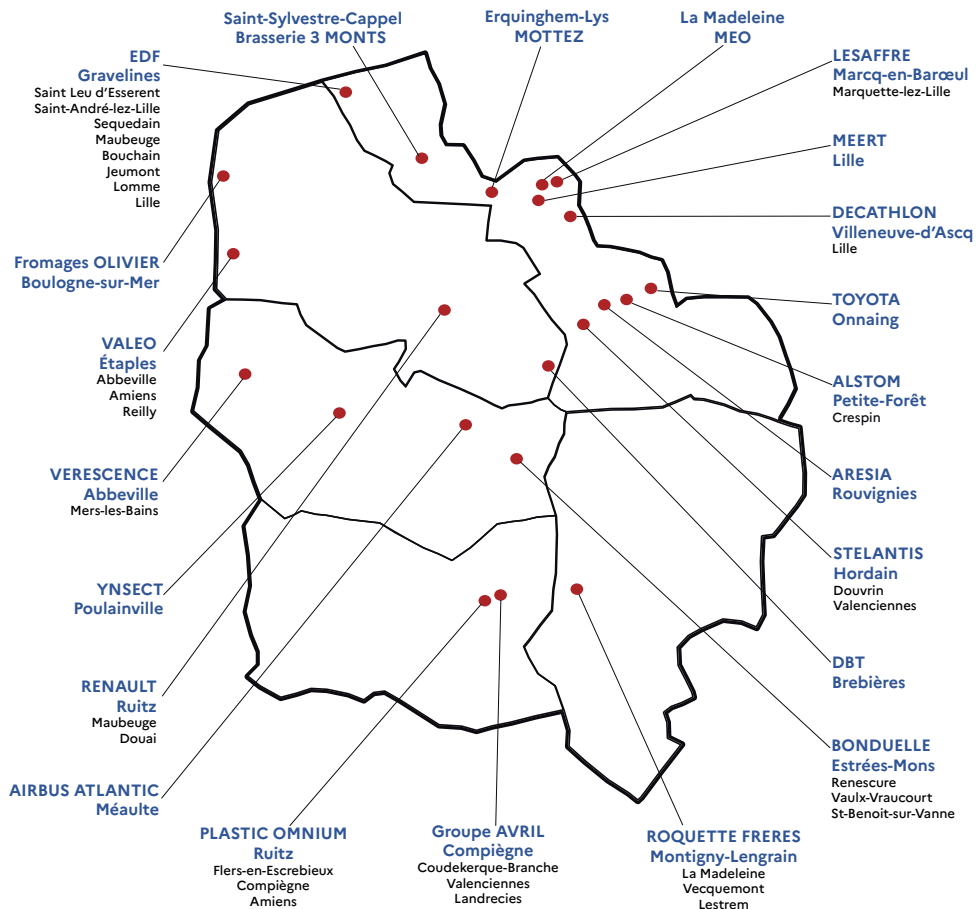 Saint-Sylvestre-Cappel
Brasserie 3 MONTS
Erquinghem-Lys
MOTTEZ
La Madeleine
MEO
EDF
Gravelines
Saint Leu d'Esserent
Saint-André-lez-Lille
Sequedain
Maubeuge
Bouchain
Jeumont
Lomme
Lille
LESAFFRE
Marcq-en-Barœul
Marquette-lez-Lille
MEERT
Lille
DECATHLON
Villeneuve-d'Ascq
Lille
Fromages OLIVIER
Boulogne-sur-Mer
TOYOTA
Onnaing
VALEO
Étaples
Abbeville
Amiens
Reilly
ALSTOM
Petite-Forêt
Crespin
VERESCENCE
Abbeville
Mers-les-Bains
ARESIA
Rouvignies
STELANTIS
Hordain
Douvrin
Valenciennes
YNSECT
Poulainville
DBT
Brebières
RENAULT
Ruitz
Maubeuge
Douai
BONDUELLE
Estrées-Mons
Renescure
Vaulx-Vraucourt
St-Benoit-sur-Vanne
AIRBUS ATLANTIC
Méaulte
PLASTIC OMNIUM
Ruitz
Flers-en-Escrebieux
Compiègne
Amiens
Groupe AVRIL
Compiègne
Coudekerque-Branche
Valenciennes
Landrecies
ROQUETTE FRERES
Montigny-Lengrain
La Madeleine
Vecquemont
Lestrem